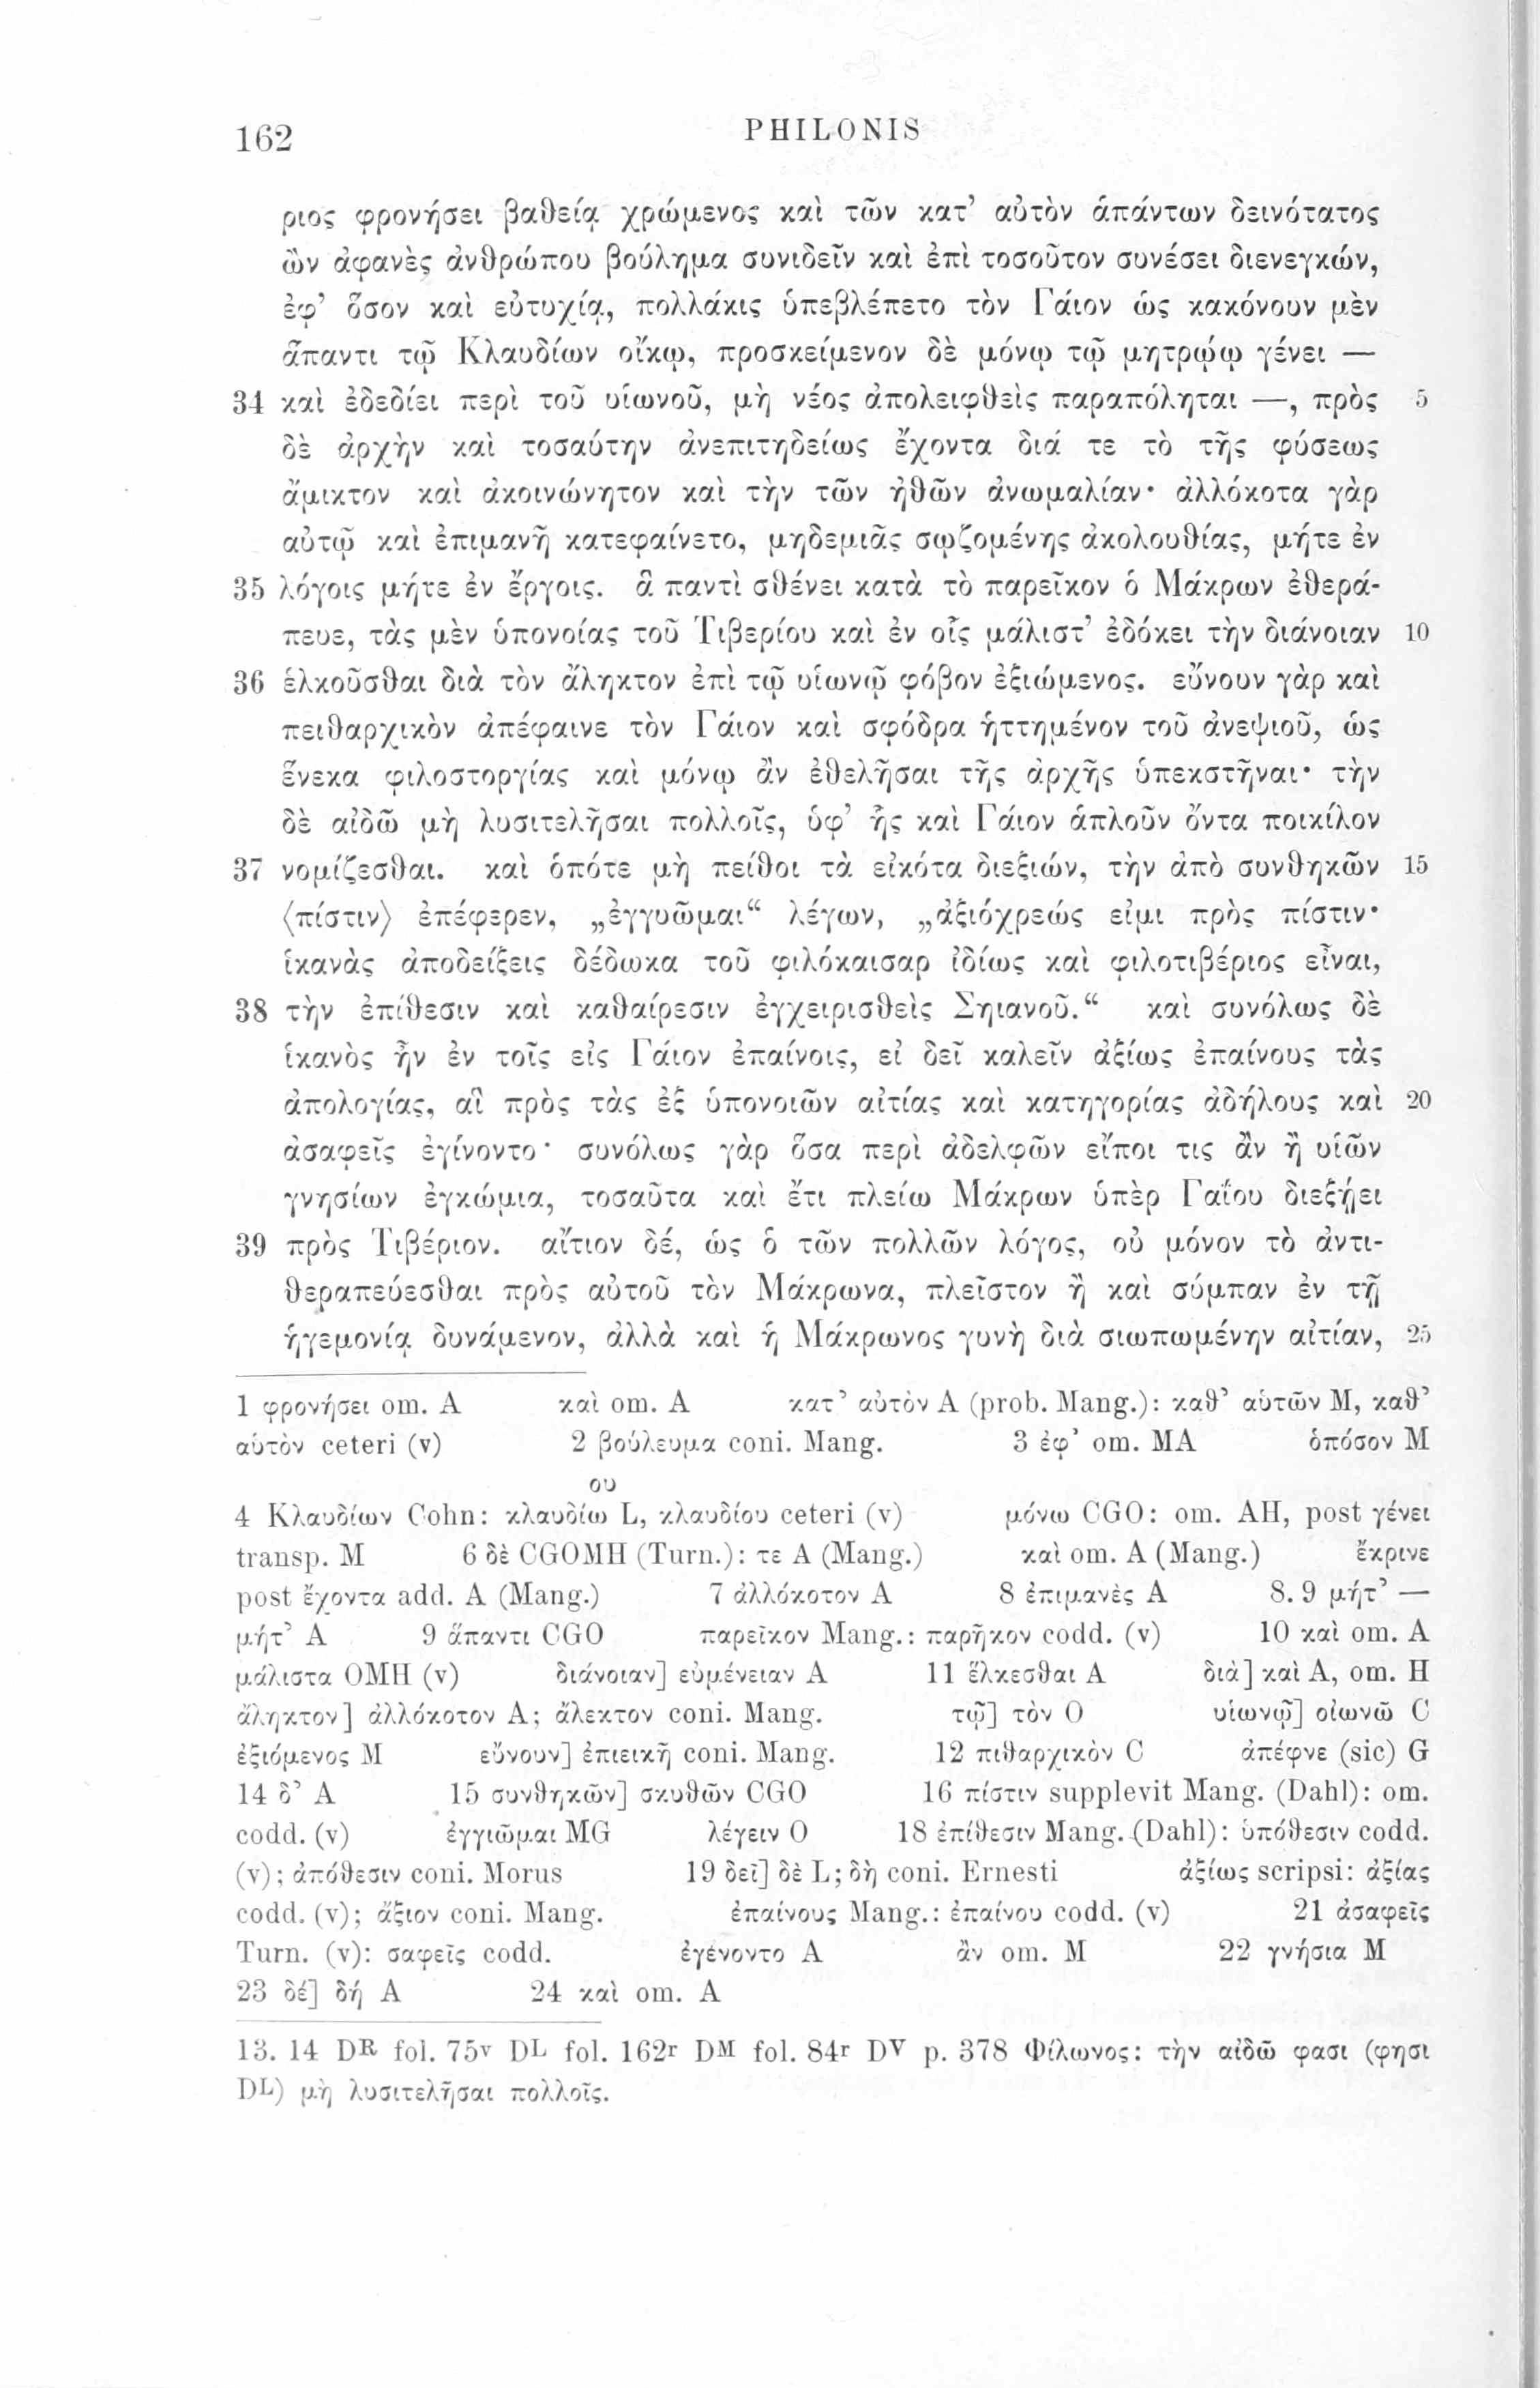 162
PHILONIS
ριος φρονήσει βαθείᾳ χρώμενος καὶ τῶν κατ’ αὐτὸν ἁπάντων δεινότατος
ὢν ἀφανὲς ἀνθρώπου βούλημα συνιδεῖν καὶ ἐπὶ τοσοῦτον συνέσει διενεγκών,
ἐφ’ ὅσον καὶ εὐτυχίᾳ, πολλάκις ὑπεβλέπετο τὸν Γάιον ὡς κακόνουν μὲν
ἅπαντι τῷ Κλαυδίων οἴκῳ, προσκείμενον δὲ μόνῳ τῷ μητρῴῳ γένει —
34 καὶ ἐδεδίει περὶ τοῦ υἱωνοῦ, μὴ νέος ἀπολειφθεὶς παραπόληται —, πρὸς 5
δὲ ἀρχὴν καὶ τοσαύτην ἀνεπιτηδείως ἔχοντα διά τε τὸ τῆς φύσεως
ἄμικτον καὶ ἀκοινώνητον καὶ τὴν τῶν ἠθῶν ἀνωμαλίαν· ἀλλόκοτα γὰρ
αὐτῷ καὶ ἐπιμανῆ κατεφαίνετο, μηδεμιᾶς σῳζομένης ἀκολουθίας, μήτε ἐν
35 λόγοις μήτε ἐν ἔργοις. ἃ παντὶ σθένει κατὰ τὸ παρεῖκον ὁ Μάκρων ἐθερά-
πευε, τὰς μὲν ὑπονοίας τοῦ Τιβερίου καὶ ἐν οἷς μάλιστ’ ἐδόκει τὴν διάνοιαν 10
36 ἑλκοῦσθαι διὰ τὸν ἄληκτον ἐπὶ τῷ υἱωνῷ φόβον ἐξιώμενος. εὔνουν γὰρ καὶ
πειθαρχικὸν ἀπέφαινε τὸν Γάιον καὶ σφόδρα ἡττημένον τοῦ ἀνεψιοῦ, ὡς
ἕνεκα φιλοστοργίας καὶ μόνῳ ἂν ἐθελῆσαι τῆς ἀρχῆς ὑπεκστῆναι· τὴν
δὲ αἰδῶ μὴ λυσιτελῆσαι πολλοῖς, ὑφ’ ἧς καὶ Γάιον ἁπλοῦν ὄντα ποικίλον
37 νομίζεσθαι. καὶ ὁπότε μὴ πείθοι τὰ εἰκότα διεξιών, τὴν ἀπὸ συνθηκῶν 15
⟨πίστιν⟩ ἐπέφερεν, „ἐγγυῶμαι“ λέγων, „ἀξιόχρεώς εἰμι πρὸς πίστιν·
ἱκανὰς ἀποδείξεις δέδωκα τοῦ φιλόκαισαρ ἰδίως καὶ φιλοτιβέριος εἶναι,
38 τὴν ἐπίθεσιν καὶ καθαίρεσιν ἐγχειρισθεὶς Σηιανοῦ.“ καὶ συνόλως δὲ
ἱκανὸς ἦν ἐν τοῖς εἰς Γάιον ἐπαίνοις, εἰ δεῖ καλεῖν ἀξίως ἐπαίνους τὰς
ἀπολογίας, αἳ πρὸς τὰς ἐξ ὑπονοιῶν αἰτίας καὶ κατηγορίας ἀδήλους καὶ 20
ἀσαφεῖς ἐγίνοντο· συνόλως γὰρ ὅσα περὶ ἀδελφῶν εἴποι τις ἂν ἢ υἱῶν
γνησίων ἐγκώμια, τοσαῦτα καὶ ἔτι πλείω Μάκρων ὑπὲρ Γαΐου διεξῄει
39 πρὸς Τιβέριον. αἴτιον δέ, ὡς ὁ τῶν πολλῶν λόγος, οὐ μόνον τὸ ἀντι-
θεραπεύεσθαι πρὸς αὐτοῦ τὸν Μάκρωνα, πλεῖστον ἢ καὶ σύμπαν ἐν τῇ
ἡγεμονίᾳ δυνάμενον, ἀλλὰ καὶ ἡ Μάκρωνος γυνὴ διὰ σιωπωμένην αἰτίαν, 25
1 φρονήσει om. A καὶ om. A κατ’ αὐτὸν A (prob. Mang.): καθ’ αὑτῶν M, καθ’
αὑτὸν ceteri (v) 2 βούλευμα coni. Mang. 3 ἐφ’ om. MA ὁπόσον M
ου
4 Κλαυδίων Cohn: κλαυδίω L, κλαυδίου ceteri (v) μόνω CGO: om. AH, post γένει
transp. M 6 δὲ CGOMH (Turn.): τε A (Mang.) καὶ om. A (Mang.) ἔκρινε
post ἔχοντα add. A (Mang.) 7 ἀλλόκοτον A 8 ἐπιμανὲς A 8. 9 μήτ’ —
μήτ’ A 9 ἅπαντι CGO παρεῖκον Mang.: παρῆκον codd. (v) 10 καὶ om. A
μάλιστα OMH (v) διάνοιαν] εὐμένειαν A 11 ἕλκεσθαι A διὰ] καὶ A, om. H
ἄληκτον] ἀλλόκοτον A; ἄλεκτον coni. Mang. τῷ] τὸν O υἱωνῷ] οἰωνῶ C
ἐξιόμενος M εὔνουν] ἐπιεικῆ coni. Mang. 12 πιθαρχικὸν C ἀπέφνε (sic) G
14 δ’ A 15 συνθηκῶν] σκυθῶν CGO 16 πίστιν supplevit Mang. (Dahl): om.
codd. (v) ἐγγιῶμαι MG λέγειν O 18 ἐπίθεσιν Mang. (Dahl): ὑπόθεσιν codd.
(v); ἀπόθεσιν coni. Morus 19 δεῖ] δὲ L; δὴ coni. Ernesti ἀξίως scripsi: ἀξίας
codd. (v); ἄξιον coni. Mang. ἐπαίνους Mang.: ἐπαίνου codd. (v) 21 ἀσαφεῖς
Turn. (v): σαφεῖς codd. ἐγένοντο A ἂν om. M 22 γνήσια M
23 δέ] δή A 24 καὶ om. A
13. 14 Dᴿ fol. 75v Dᴸ fol. 162r Dᴹ fol. 84r Dⱽ p. 378 Φίλωνος: τὴν αἰδῶ φασι (φησι
Dᴸ) μὴ λυσιτελῆσαι πολλοῖς.